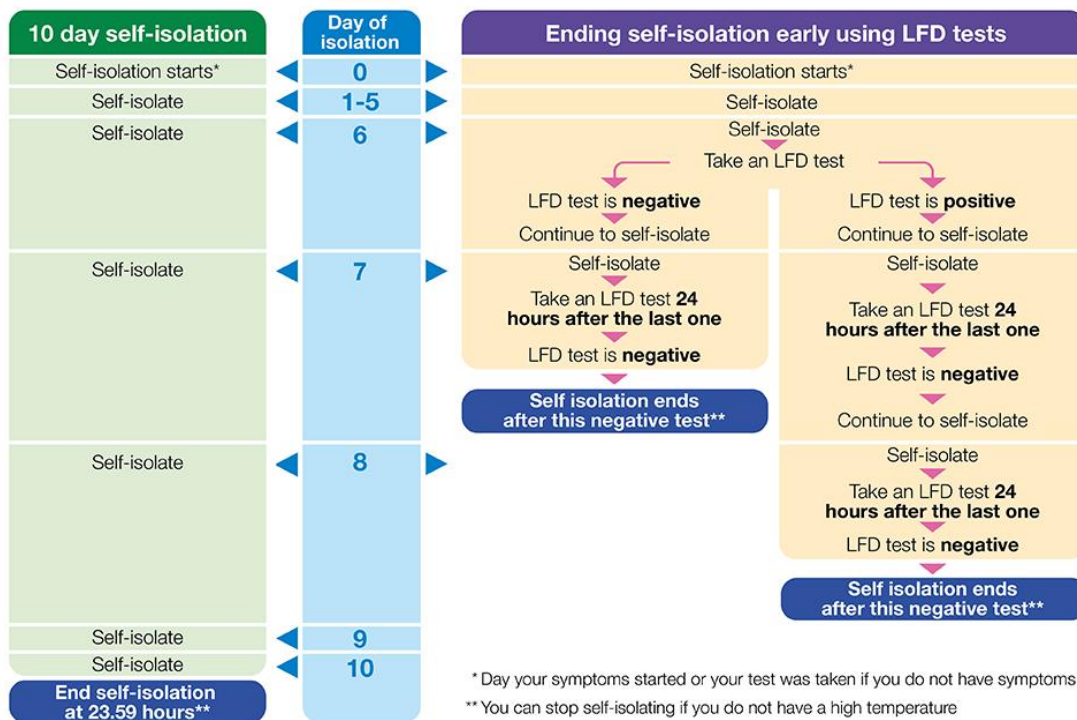 10 day self-isolation
Day of
isolation
Ending self-isolation early using LFD tests
Self-isolation starts*
0
Self-isolation starts*
Self-isolate
1-5
Self-isolate
Self-isolate
6
Self-isolate
Take an LFD test
LFD test is negative
Continue to self-isolate
LFD test is positive
Continue to self-isolate
Self-isolate
7
Self-isolate
Take an LFD test 24
hours after the last one
LFD test is negative
Self isolation ends
after this negative test**
Self-isolate
Take an LFD test 24
hours after the last one
LFD test is negative
Continue to self-isolate
Self-isolate
8
Self-isolate
Take an LFD test 24
hours after the last one
LFD test is negative
Self isolation ends
after this negative test**
Self-isolate
9
Self-isolate
10
End self-isolation
at 23.59 hours**
* Day your symptoms started or your test was taken if you do not have symptoms
** You can stop self-isolating if you do not have a high temperature